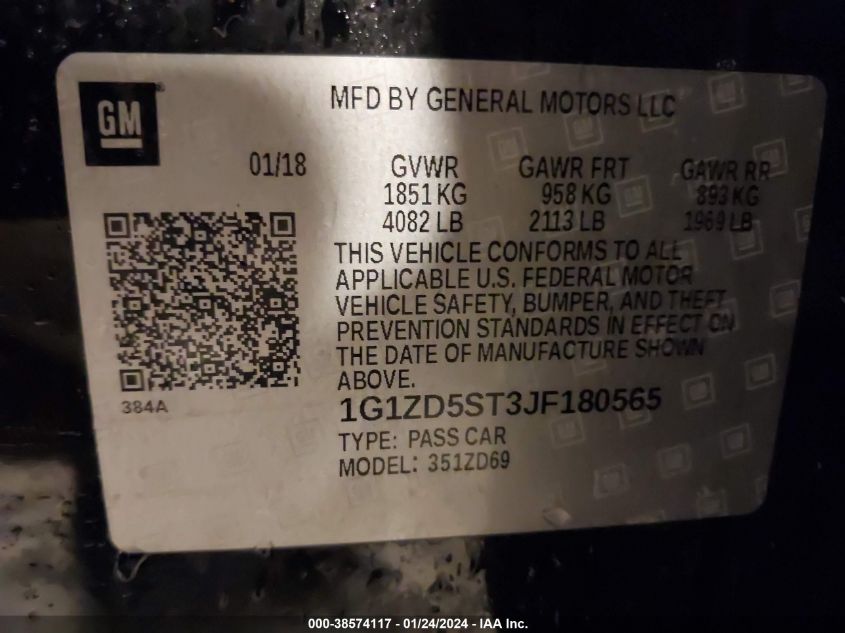 GM
MFD BY GENERAL MOTORS LLC
01/18 GVWR GAWR FRT GAWR RR
1851 KG 958 KG 893 KG
4082 LB 2113 LB 1969 LB
THIS VEHICLE CONFORMS TO ALL
APPLICABLE U.S. FEDERAL MOTOR
VEHICLE SAFETY, BUMPER, AND THEFT
PREVENTION STANDARDS IN EFFECT ON
THE DATE OF MANUFACTURE SHOWN
ABOVE.
384A
1G1ZD5ST3JF180565
TYPE: PASS CAR
MODEL: 351ZD69
000-38574117 - 01/24/2024 - IAA Inc.